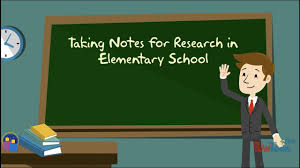 Taking Notes for Research in
Elementary School